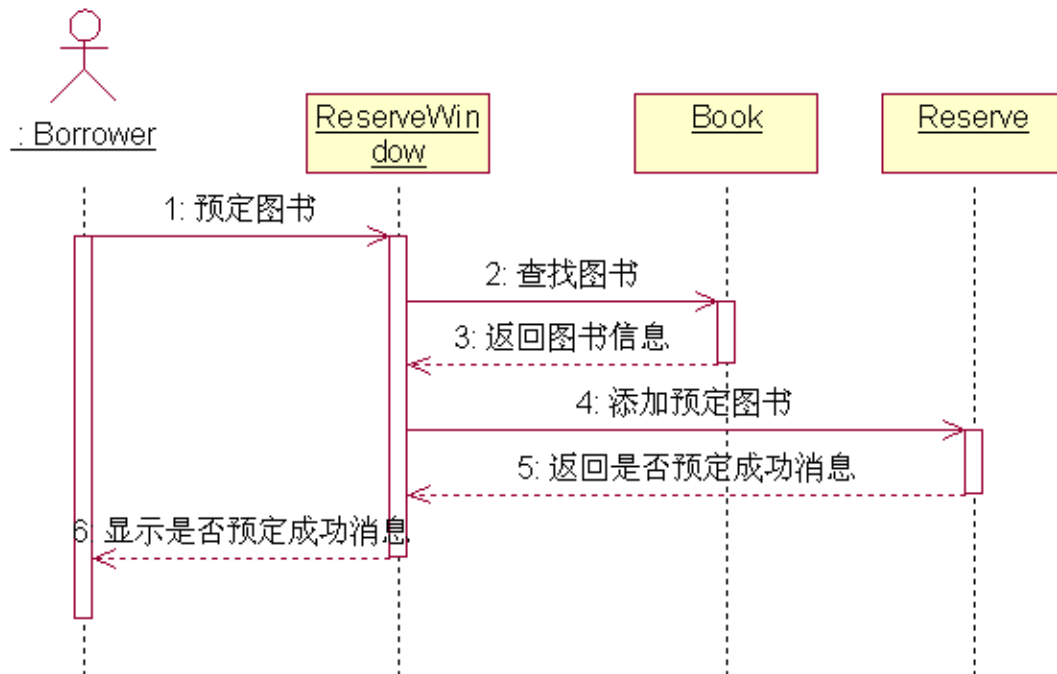 : Borrower
ReserveWin
dow
Book
Reserve
1: 预定图书
2: 查找图书
3: 返回图书信息
4: 添加预定图书
5: 返回是否预定成功消息
6: 显示是否预定成功消息